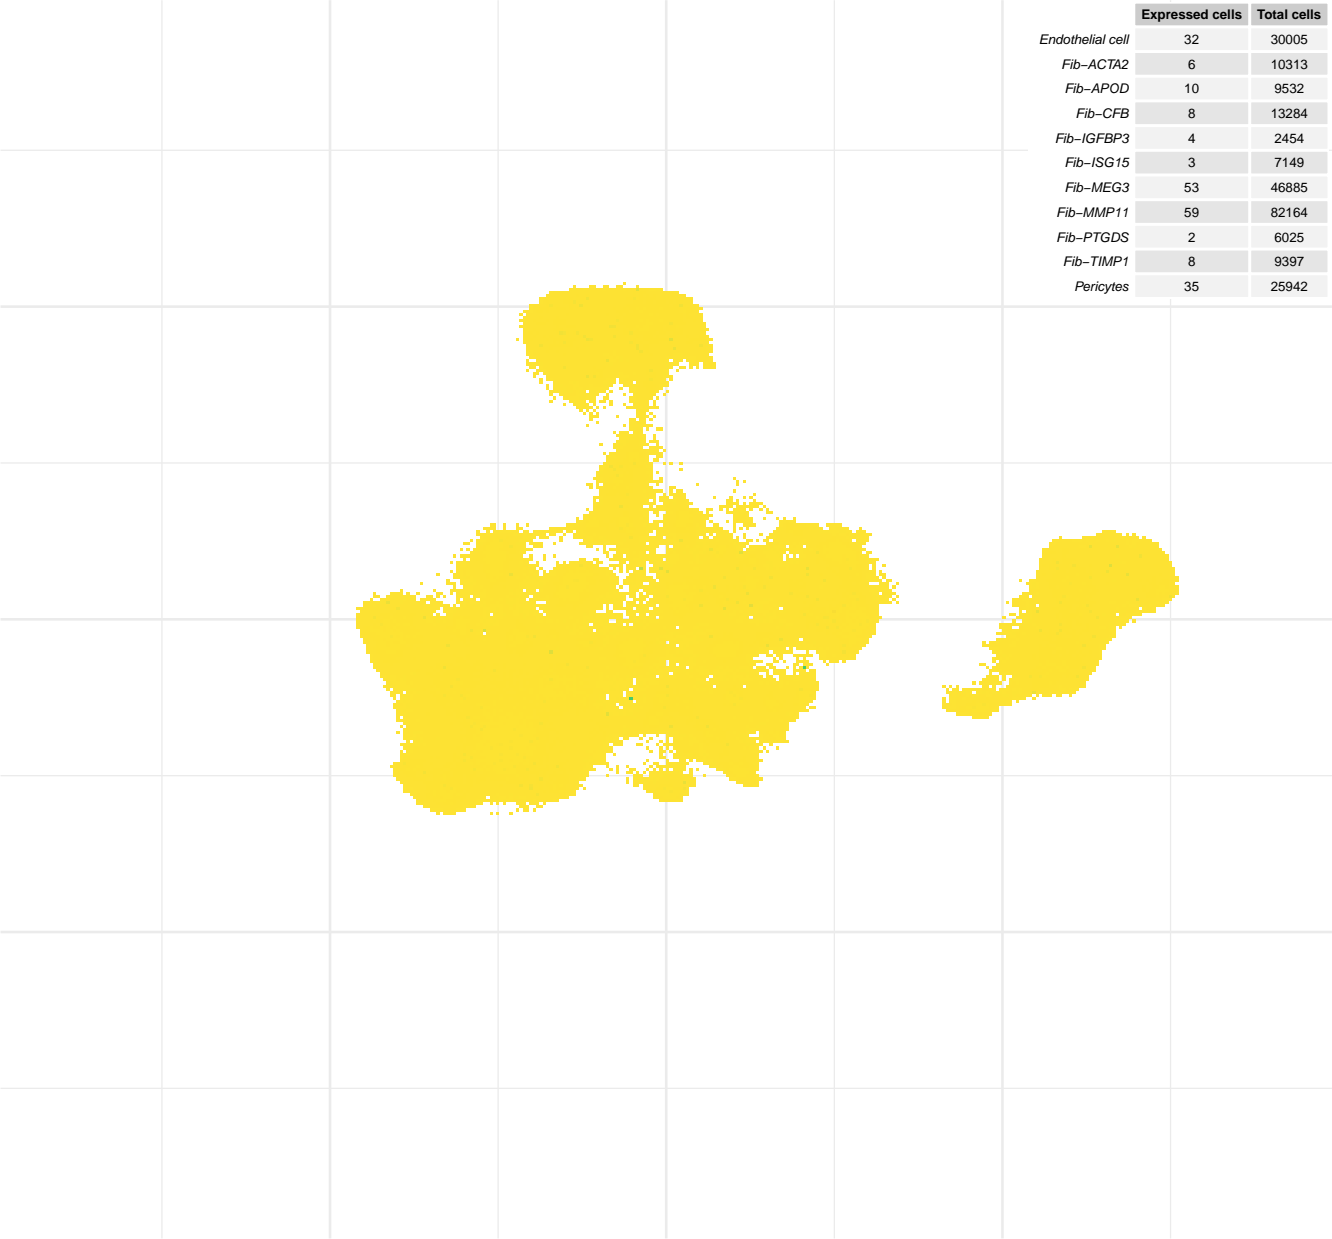 Expressed cells Total cells
Endothelial cell 32 30005
Fib−ACTA2 6 10313
Fib−APOD 10 9532
Fib−CFB 8 13284
Fib−IGFBP3 4 2454
Fib−ISG15 3 7149
Fib−MEG3 53 46885
Fib−MMP11 59 82164
Fib−PTGDS 2 6025
Fib−TIMP1 8 9397
Pericytes 35 25942